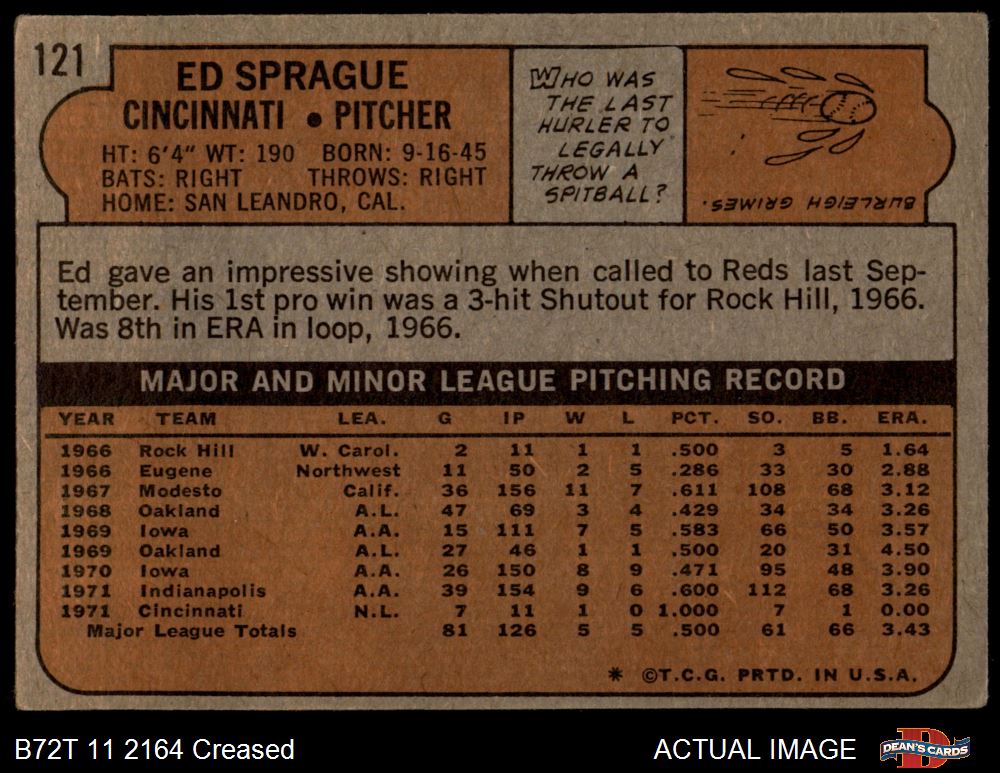 121
ED SPRAGUE
CINCINNATI • PITCHER
HT: 6'4" WT: 190 BORN: 9-16-45
BATS: RIGHT THROWS: RIGHT
HOME: SAN LEANDRO, CAL.
WHO WAS
THE LAST
HURLER TO
LEGALLY
THROW A
SPITBALL?
BURLEIGH GRIMES.
Ed gave an impressive showing when called to Reds last Sep-
tember. His 1st pro win was a 3-hit Shutout for Rock Hill, 1966.
Was 8th in ERA in loop, 1966.
MAJOR AND MINOR LEAGUE PITCHING RECORD
YEAR TEAM LEA. G IP W L PCT. SO. BB. ERA.
1966 Rock Hill W. Carol. 2 11 1 1 .500 3 5 1.64
1966 Eugene Northwest 11 50 2 5 .286 33 30 2.88
1967 Modesto Calif. 36 156 11 7 .611 108 68 3.12
1968 Oakland A.L. 47 69 3 4 .429 34 34 3.26
1969 Iowa A.A. 15 111 7 5 .583 66 50 3.57
1969 Oakland A.L. 27 46 1 1 .500 20 31 4.50
1970 Iowa A.A. 26 150 8 9 .471 95 48 3.90
1971 Indianapolis A.A. 39 154 9 6 .600 112 68 3.26
1971 Cincinnati N.L. 7 11 1 0 1.000 7 1 0.00
Major League Totals 81 126 5 5 .500 61 66 3.43
* ©T.C.G. PRTD. IN U.S.A.
B72T 11 2164 Creased
ACTUAL IMAGE
D
DEAN'S CARDS